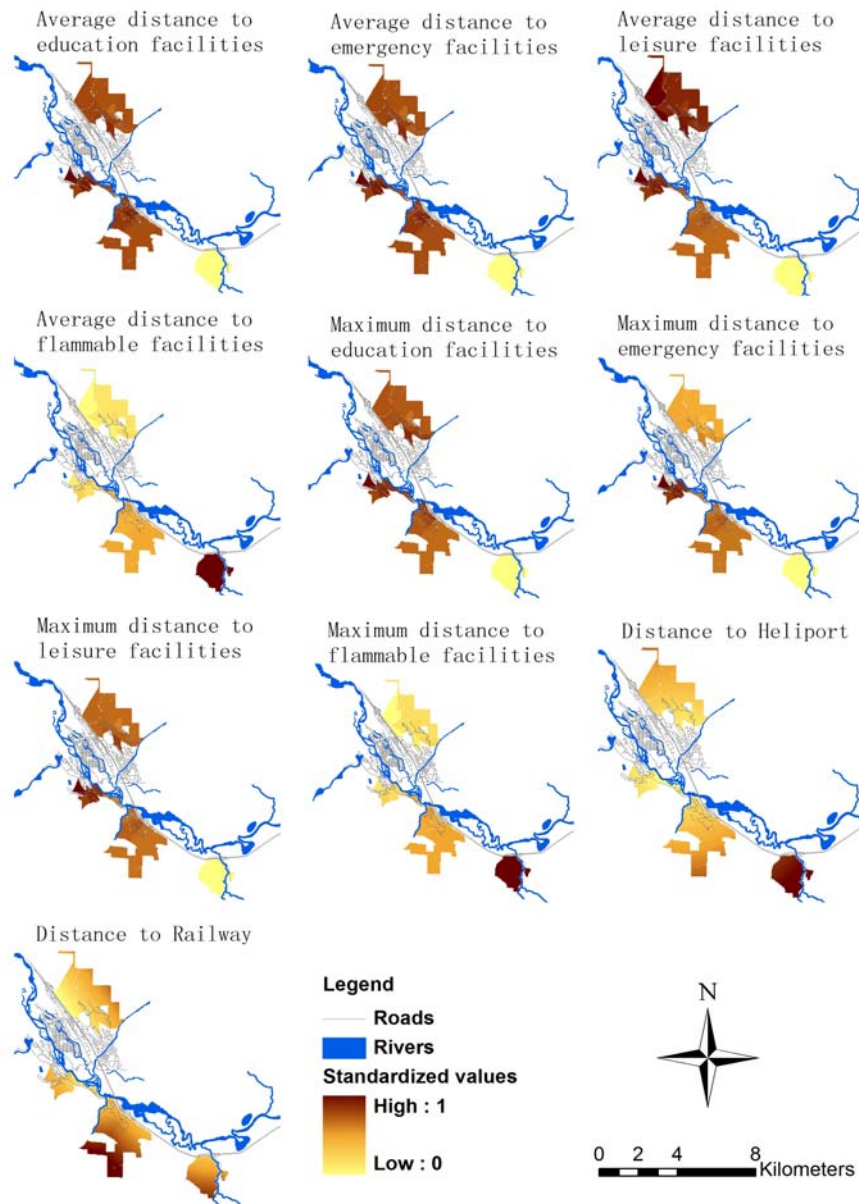 Average distance to
education facilities
Average distance to
emergency facilities
Average distance to
leisure facilities
Average distance to
flammable facilities
Maximum distance to
education facilities
Maximum distance to
emergency facilities
Maximum distance to
leisure facilities
Maximum distance to
flammable facilities
Distance to Heliport
Distance to Railway
Legend
Roads
Rivers
Standardized values
High : 1
Low : 0
N
0 2 4 8
Kilometers